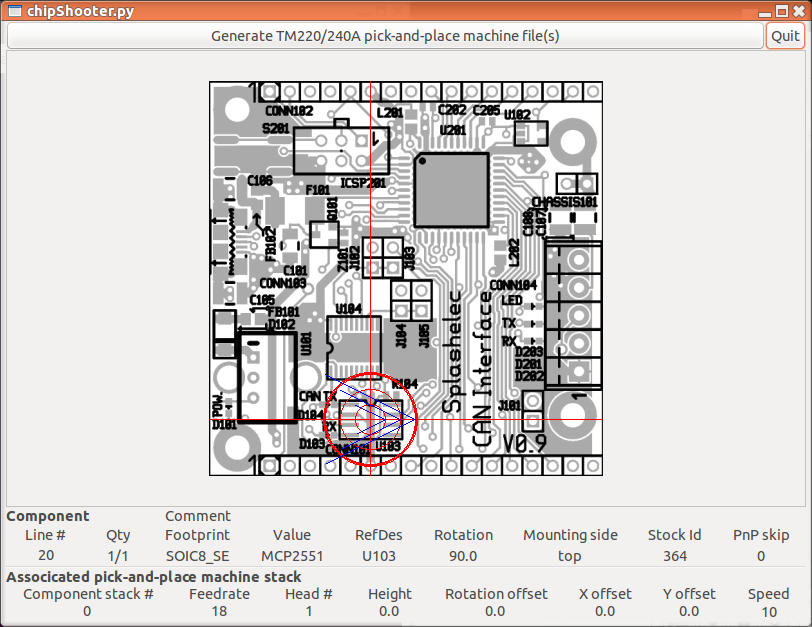 chipShooter.py
Generate TM220/240A pick-and-place machine file(s) Quit
1
CONN102 L201 C202 C205 U102
S201 U201
ICSP201
C106 F101 CHASSIS101
Q101 C108 C107
FB102 Z101 J102 J103 L202
C101
CONN103 CONN104
C105 LED
FB101 U104
D102 TX
U101 J104 J105 RX
D203
D201
D202
R104
Splashelec
CAN Interface
CAN TX J101 1
POW. D104
D101 RX
D103 CONN101 U103 V0.9
1
Component Comment
Line # Qty Footprint Value RefDes Rotation Mounting side Stock Id PnP skip
20 1/1 SOIC8_SE MCP2551 U103 90.0 top 364 0
Associcated pick-and-place machine stack
Component stack # Feedrate Head # Height Rotation offset X offset Y offset Speed
0 18 1 0.0 0.0 0.0 0.0 10